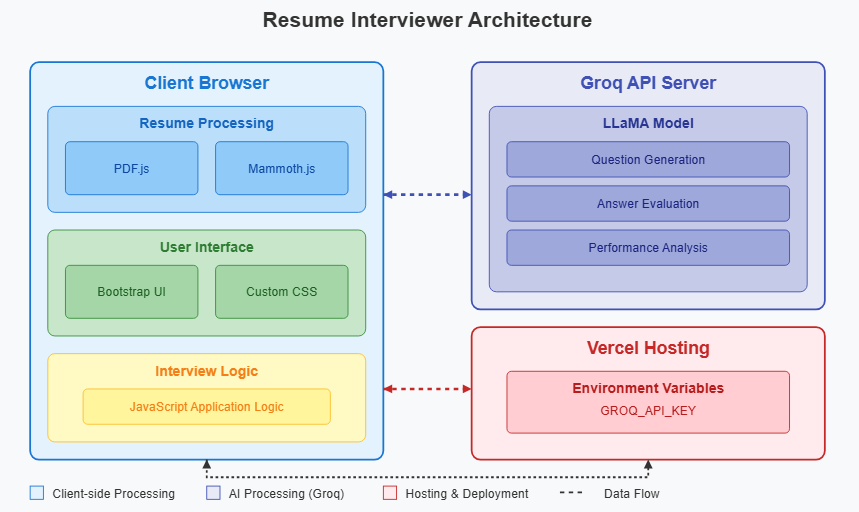 Resume Interviewer Architecture
Client Browser
Resume Processing
PDF.js
Mammoth.js
User Interface
Bootstrap UI
Custom CSS
Interview Logic
JavaScript Application Logic
Groq API Server
LLaMA Model
Question Generation
Answer Evaluation
Performance Analysis
Vercel Hosting
Environment Variables
GROQ_API_KEY
Client-side Processing
AI Processing (Groq)
Hosting & Deployment
Data Flow